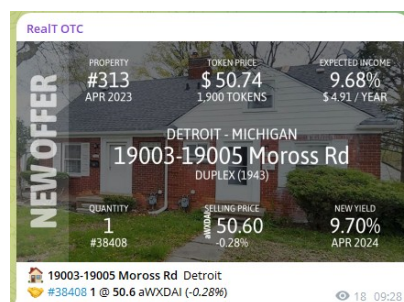 RealT OTC
NEW OFFER
PROPERTY
#313
APR 2023
TOKEN PRICE
$ 50.74
1,900 TOKENS
EXPECTED INCOME
9.68%
$ 4.91 / YEAR
DETROIT - MICHIGAN
19003-19005 Moross Rd
DUPLEX (1943)
QUANTITY
1
#38408
SELLING PRICE
aWXDAI 50.60
-0.28%
NEW YIELD
9.70%
APR 2024
🏠 19003-19005 Moross Rd Detroit
🤝 #38408 1 @ 50.6 aWXDAI (-0.28%)
18 09:28